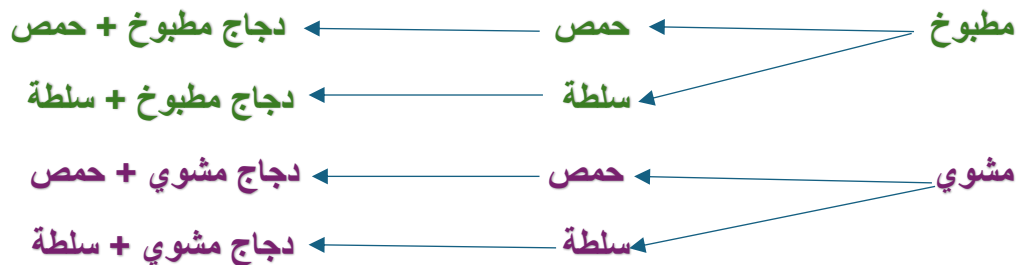 مطبوخ حمص دجاج مطبوخ + حمص
سلطة دجاج مطبوخ + سلطة
مشوي حمص دجاج مشوي + حمص
سلطة دجاج مشوي + سلطة